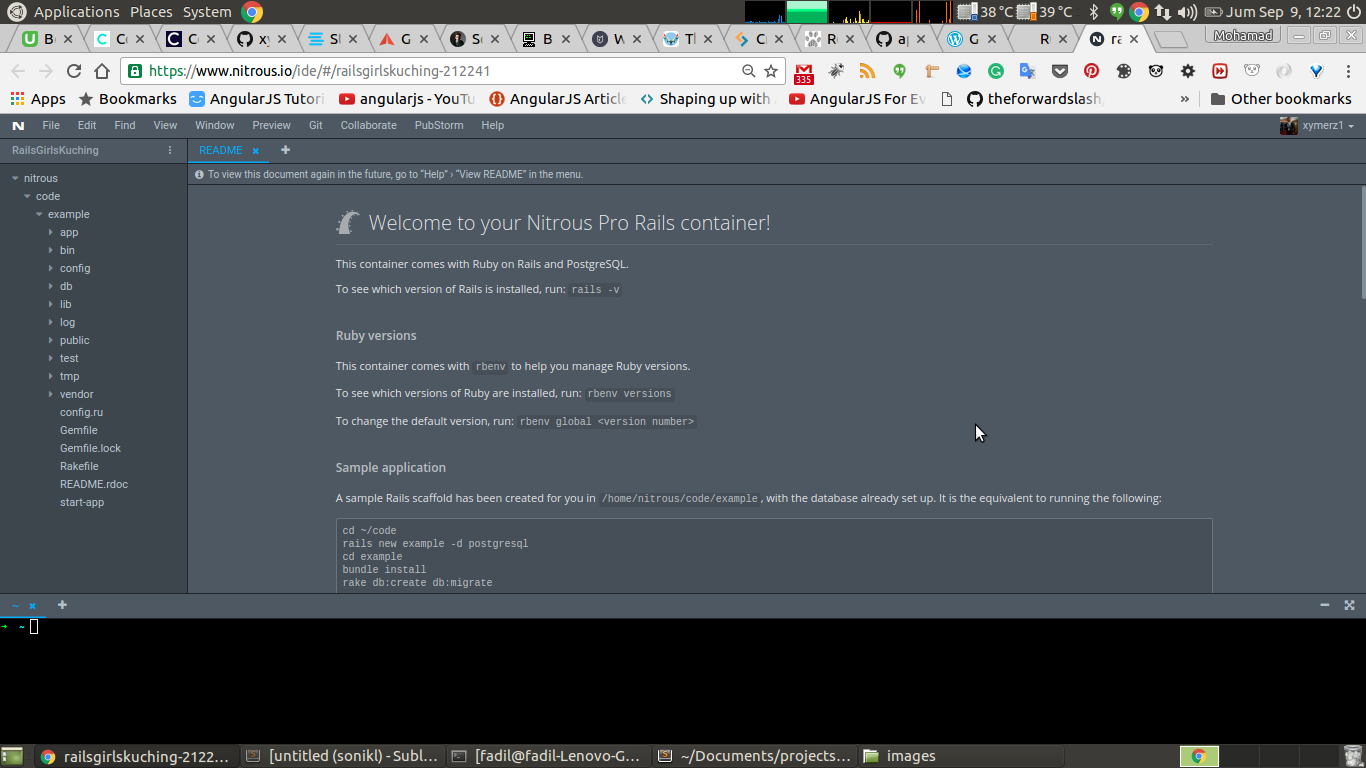 Applications Places System 38 °C 39 °C Jum Sep 9, 12:22
B C C xy Sl G Sc B W Tl C R ap G R ra Mohamad
https://www.nitrous.io/ide/#/railsgirlskuching-212241 335
Apps Bookmarks AngularJS Tutori angularjs - YouTu AngularJS Article Shaping up with AngularJS For Ev theforwardslash » Other bookmarks
N File Edit Find View Window Preview Git Collaborate PubStorm Help xymerz1
RailsGirlsKuching README
To view this document again in the future, go to "Help" › "View README" in the menu.
nitrous
code
example
app
bin
config
db
lib
log
public
test
tmp
vendor
config.ru
Gemfile
Gemfile.lock
Rakefile
README.rdoc
start-app
Welcome to your Nitrous Pro Rails container!
This container comes with Ruby on Rails and PostgreSQL.
To see which version of Rails is installed, run: rails -v
Ruby versions
This container comes with rbenv to help you manage Ruby versions.
To see which versions of Ruby are installed, run: rbenv versions
To change the default version, run: rbenv global <version number>
Sample application
A sample Rails scaffold has been created for you in /home/nitrous/code/example, with the database already set up. It is the equivalent to running the following:
cd ~/code
rails new example -d postgresql
cd example
bundle install
rake db:create db:migrate
~
→ ~
railsgirlskuching-2122... [untitled (sonikl) - Subl... [fadil@fadil-Lenovo-G... ~/Documents/projects... images